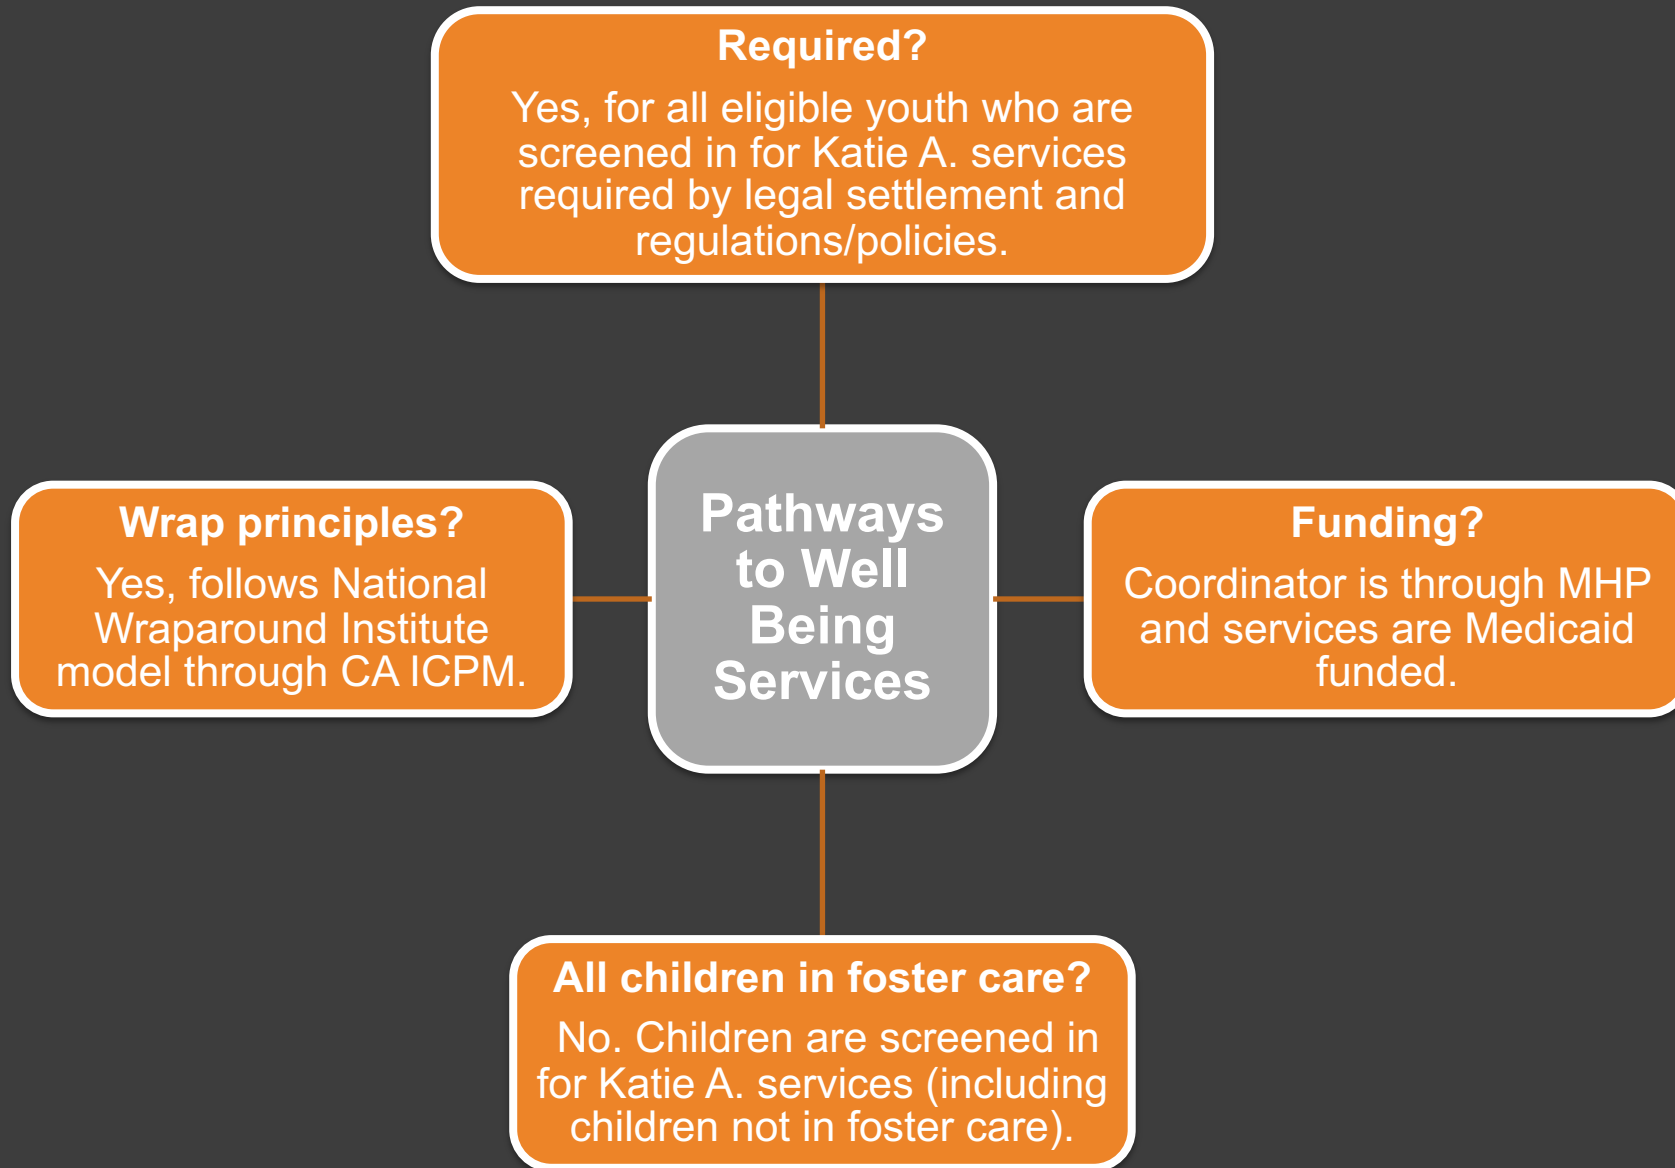 Required?
Yes, for all eligible youth who are
screened in for Katie A. services
required by legal settlement and
regulations/policies.
Wrap principles?
Yes, follows National
Wraparound Institute
model through CA ICPM.
Pathways
to Well
Being
Services
Funding?
Coordinator is through MHP
and services are Medicaid
funded.
All children in foster care?
No. Children are screened in
for Katie A. services (including
children not in foster care).